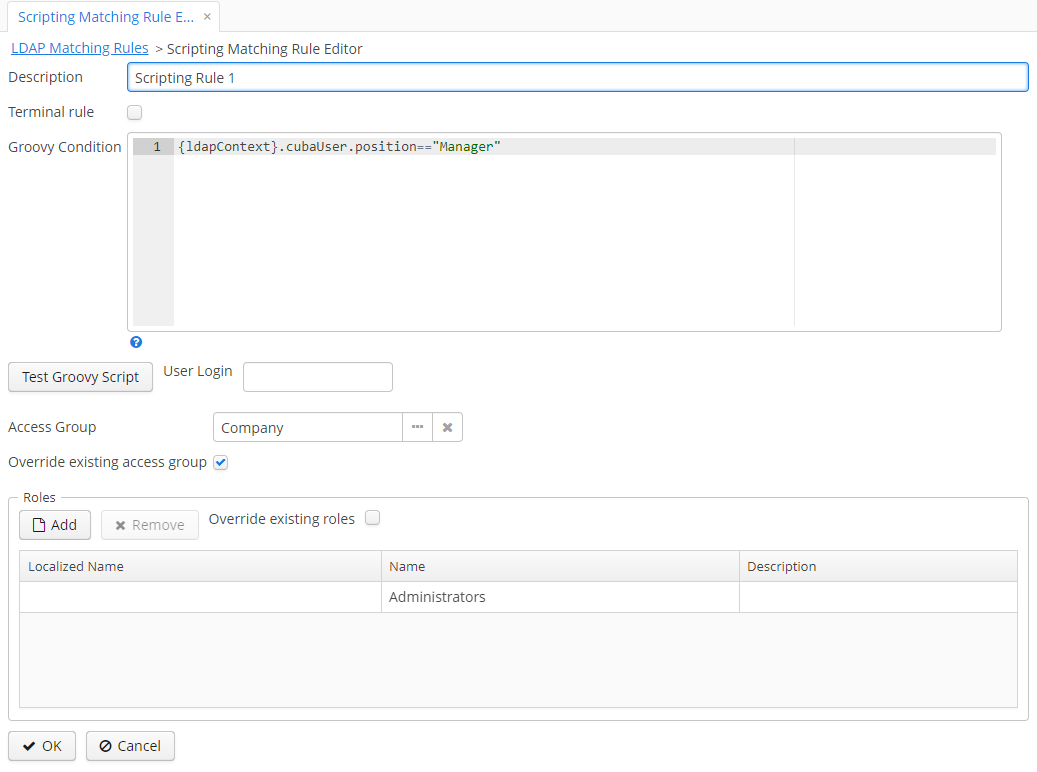 Scripting Matching Rule E... ×
LDAP Matching Rules > Scripting Matching Rule Editor
Description Scripting Rule 1
Terminal rule
Groovy Condition 1 {ldapContext}.cubaUser.position=="Manager"
?
Test Groovy Script User Login
Access Group Company
Override existing access group
Roles
Add Remove Override existing roles
Localized Name Name Description
Administrators
OK Cancel